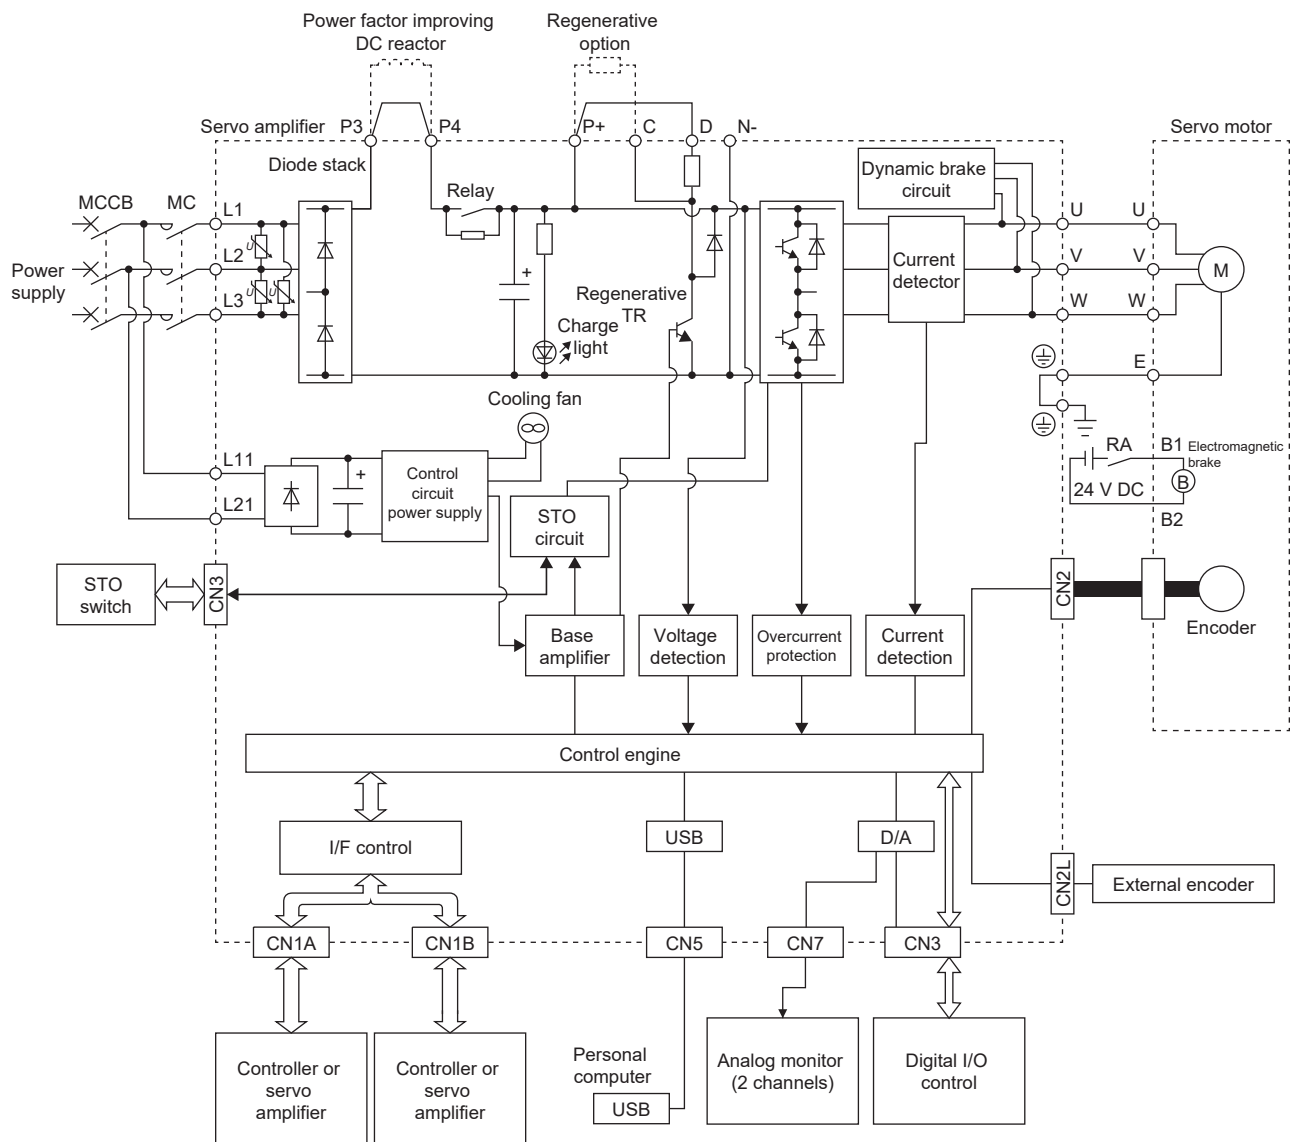 Power factor improving
DC reactor
Regenerative
option
Servo amplifier
P3
P4
P+
C
D
N-
Servo motor
Diode stack
Dynamic brake
circuit
MCCB
MC
L1
Relay
U
U
L2
U
Current
detector
V
V
M
Power
supply
+
L3
U
U
Regenerative
TR
W
W
Charge
light
E
Cooling fan
RA
B1
Electromagnetic
brake
L11
+
Control
circuit
power supply
24 V DC
B
L21
STO
circuit
B2
STO
switch
CN3
CN2
Encoder
Base
amplifier
Voltage
detection
Overcurrent
protection
Current
detection
Control engine
I/F control
USB
D/A
CN2L
External encoder
CN1A
CN1B
CN5
CN7
CN3
Controller or
servo
amplifier
Controller or
servo
amplifier
Personal
computer
USB
Analog monitor
(2 channels)
Digital I/O
control